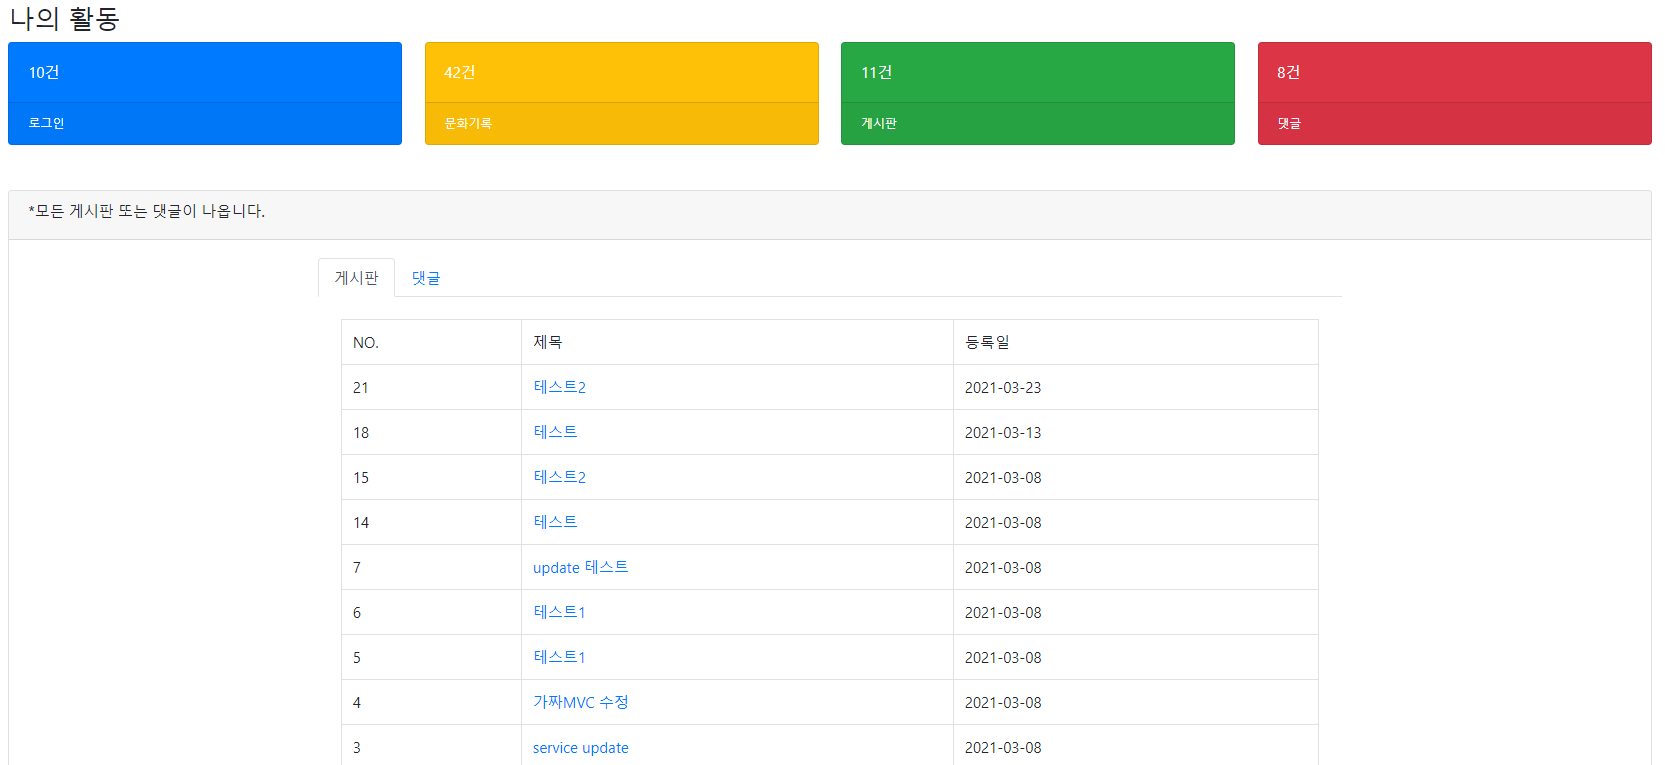 나의 활동
10건 42건 11건 8건
로그인 문화기록 게시판 댓글
*모든 게시판 또는 댓글이 나옵니다.
게시판 댓글
NO. 제목 등록일
21 테스트2 2021-03-23
18 테스트 2021-03-13
15 테스트2 2021-03-08
14 테스트 2021-03-08
7 update 테스트 2021-03-08
6 테스트1 2021-03-08
5 테스트1 2021-03-08
4 가짜MVC 수정 2021-03-08
3 service update 2021-03-08